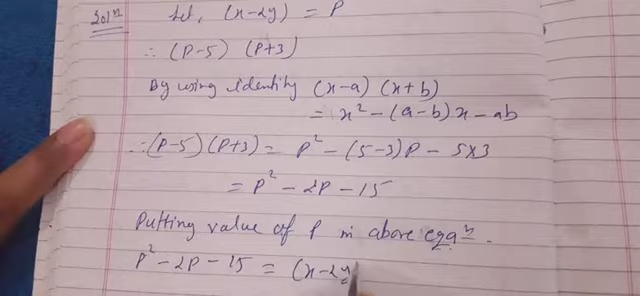 Solⁿ Let, (x-2y) = P
∴ (P-5) (P+3)
By using Identity (x-a) (x+b)
= x² - (a-b)x - ab
∴ (P-5) (P+3) = P² - (5-3)P - 5x3
= P² - 2P - 15
Putting value of P in above eqaⁿ.
P² - 2P - 15 = (x-2y